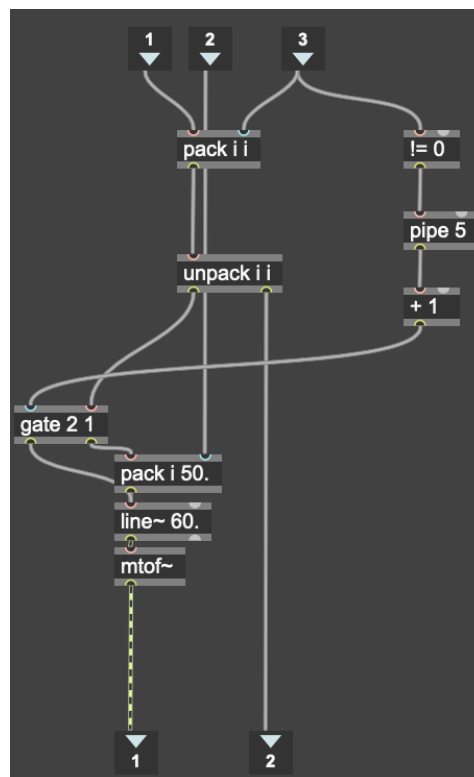 1 2 3
pack i i != 0
pipe 5
unpack i i
+ 1
gate 2 1
pack i 50.
line~ 60.
mtof~
1 2